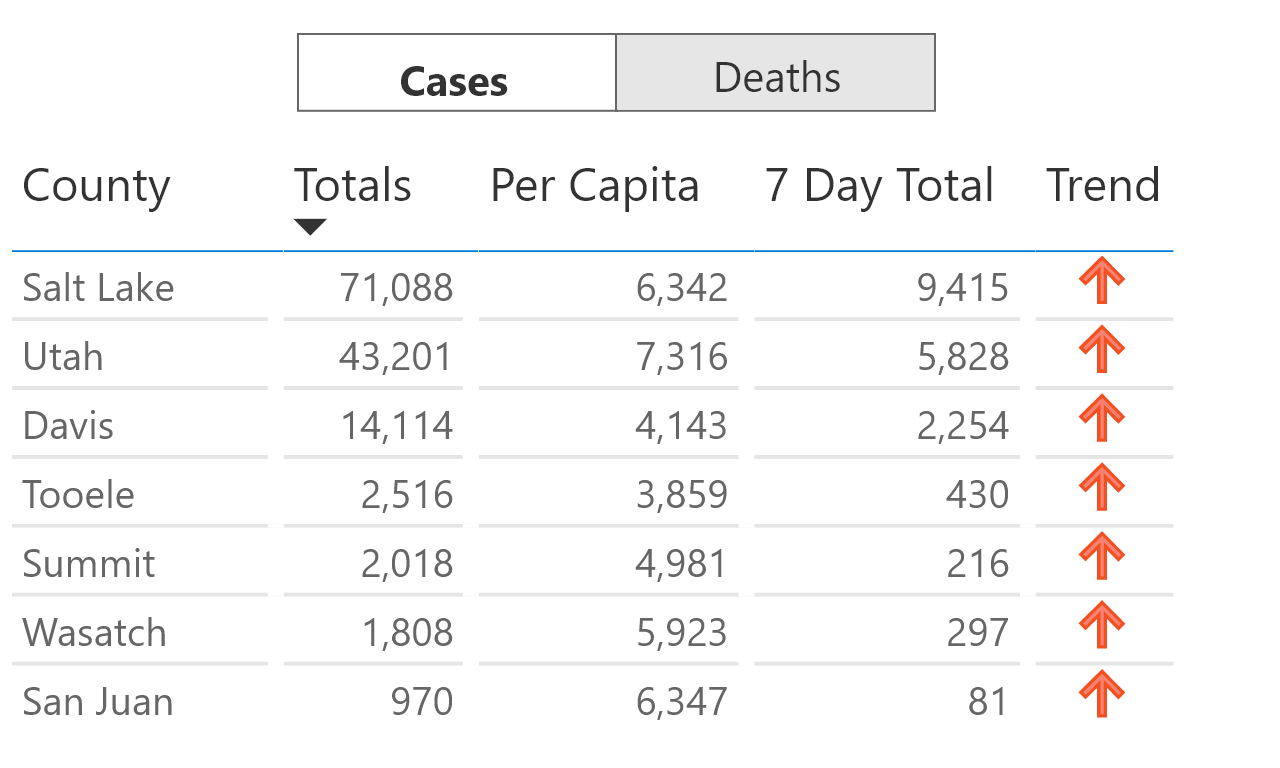 Cases Deaths
County Totals Per Capita 7 Day Total Trend
Salt Lake 71,088 6,342 9,415
Utah 43,201 7,316 5,828
Davis 14,114 4,143 2,254
Tooele 2,516 3,859 430
Summit 2,018 4,981 216
Wasatch 1,808 5,923 297
San Juan 970 6,347 81